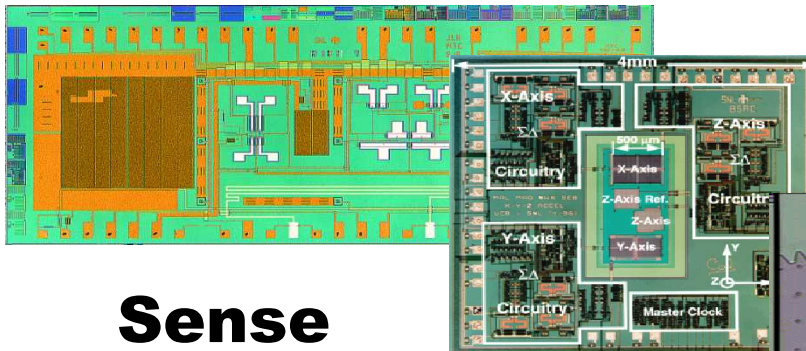 4mm
X-Axis
Z-Axis
ΣΔ
500 µm
ΣΔ
Circuitry
X-Axis
Circuitr
Z-Axis Ref.
X-Y-Z ACCEL
Z-Axis
Y-Axis
Y-Axis
Y
ΣΔ
Z
Circuitry
Master Clock
Sense